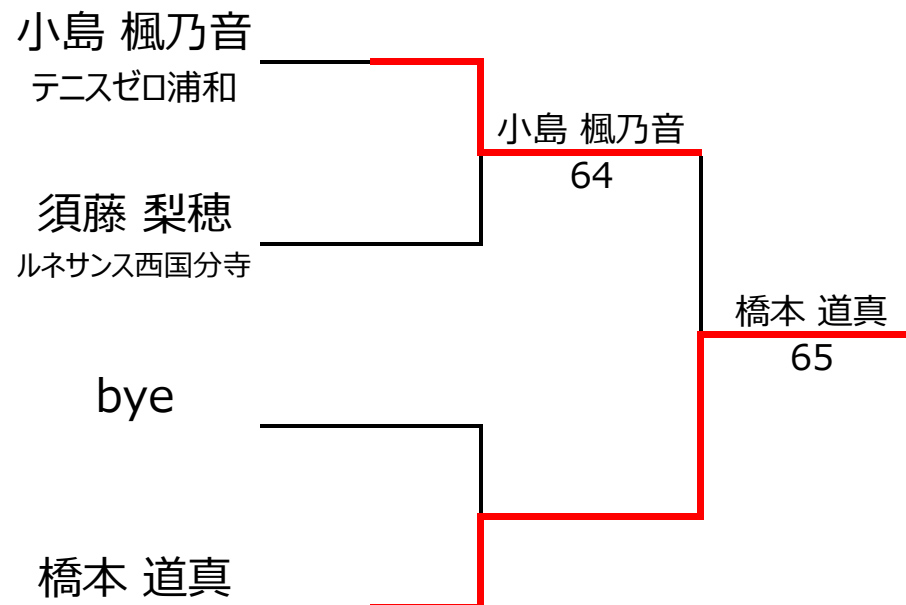 小島 楓乃音
テニスゼロ浦和
小島 楓乃音
64
須藤 梨穂
ルネサンス西国分寺
橋本 道真
65
bye
橋本 道真